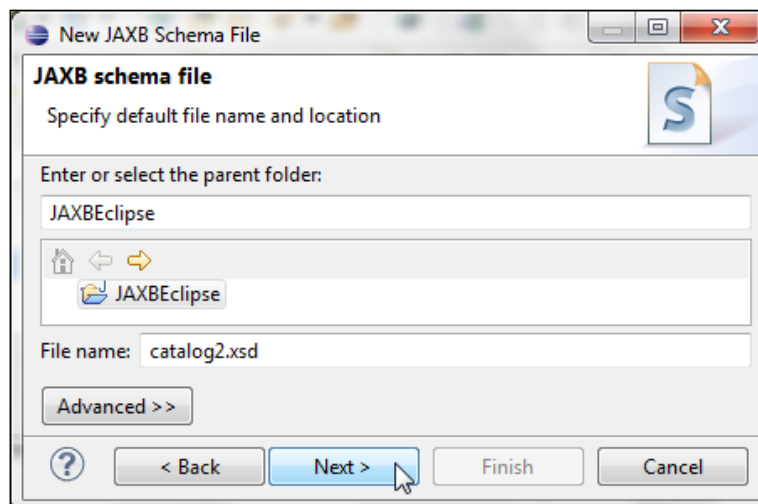 New JAXB Schema File
JAXB schema file
Specify default file name and location
S
Enter or select the parent folder:
JAXBEclipse
JAXBEclipse
File name: catalog2.xsd
Advanced >>
? < Back Next > Finish Cancel